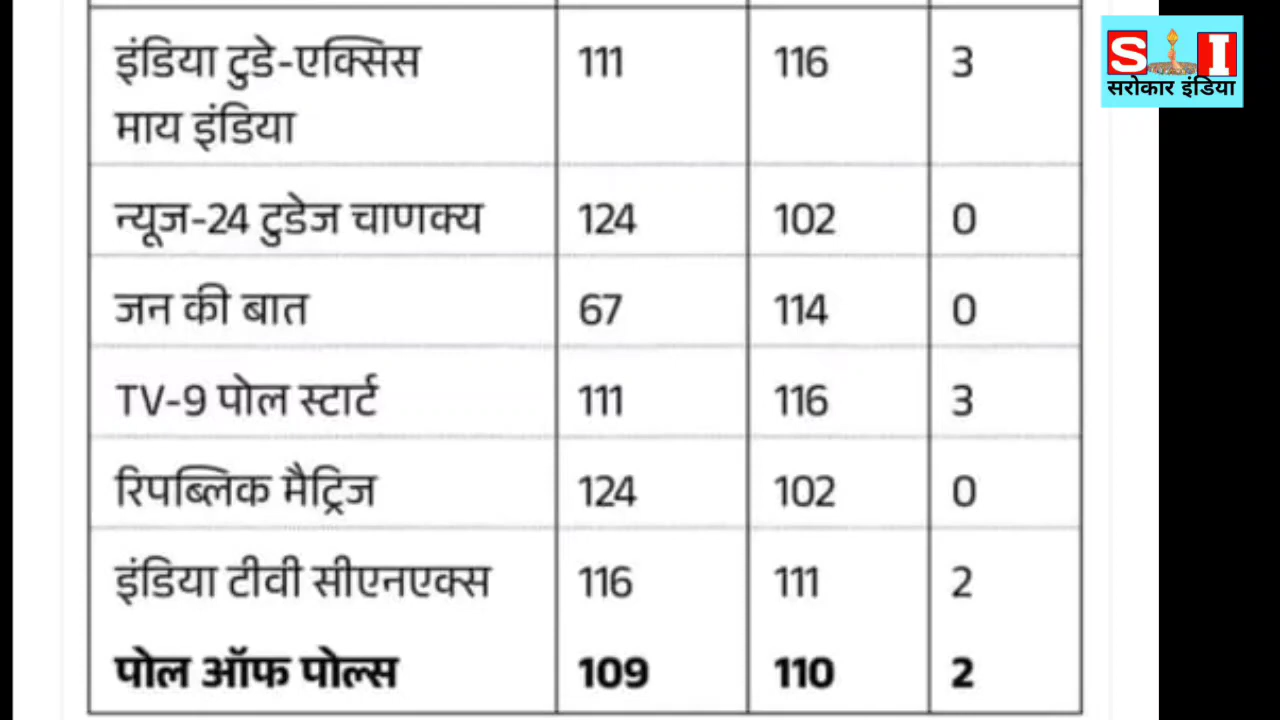 इंडिया टुडे-एक्सिस 111 116 3
माय इंडिया
न्यूज-24 टुडेज चाणक्य 124 102 0
जन की बात 67 114 0
TV-9 पोल स्टार्ट 111 116 3
रिपब्लिक मैट्रिज 124 102 0
इंडिया टीवी सीएनएक्स 116 111 2
पोल ऑफ पोल्स 109 110 2
S I
सरोकार इंडिया